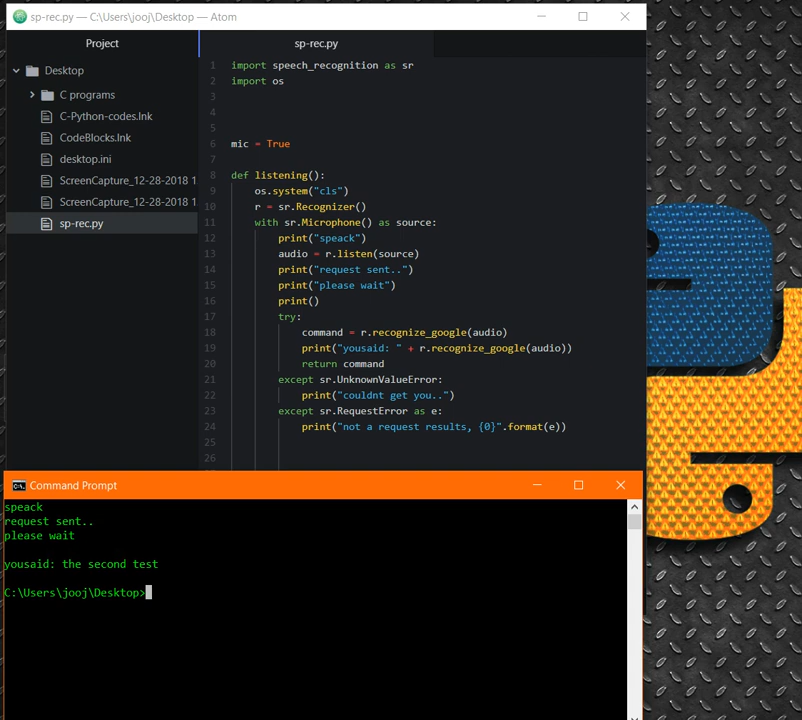 sp-rec.py — C:\Users\jooj\Desktop — Atom
Project
Desktop
C programs
C-Python-codes.lnk
CodeBlocks.lnk
desktop.ini
ScreenCapture_12-28-2018 1
ScreenCapture_12-28-2018 1
sp-rec.py
sp-rec.py
1 import speech_recognition as sr
2 import os
3
4
5
6 mic = True
7
8 def listening():
9     os.system("cls")
10     r = sr.Recognizer()
11     with sr.Microphone() as source:
12         print("speack")
13         audio = r.listen(source)
14         print("request sent..")
15         print("please wait")
16         print()
17         try:
18             command = r.recognize_google(audio)
19             print("yousaid: " + r.recognize_google(audio))
20             return command
21         except sr.UnknownValueError:
22             print("couldnt get you..")
23         except sr.RequestError as e:
24             print("not a request results, {0}".format(e))
25
26
Command Prompt
speack
request sent..
please wait
yousaid: the second test
C:\Users\jooj\Desktop>